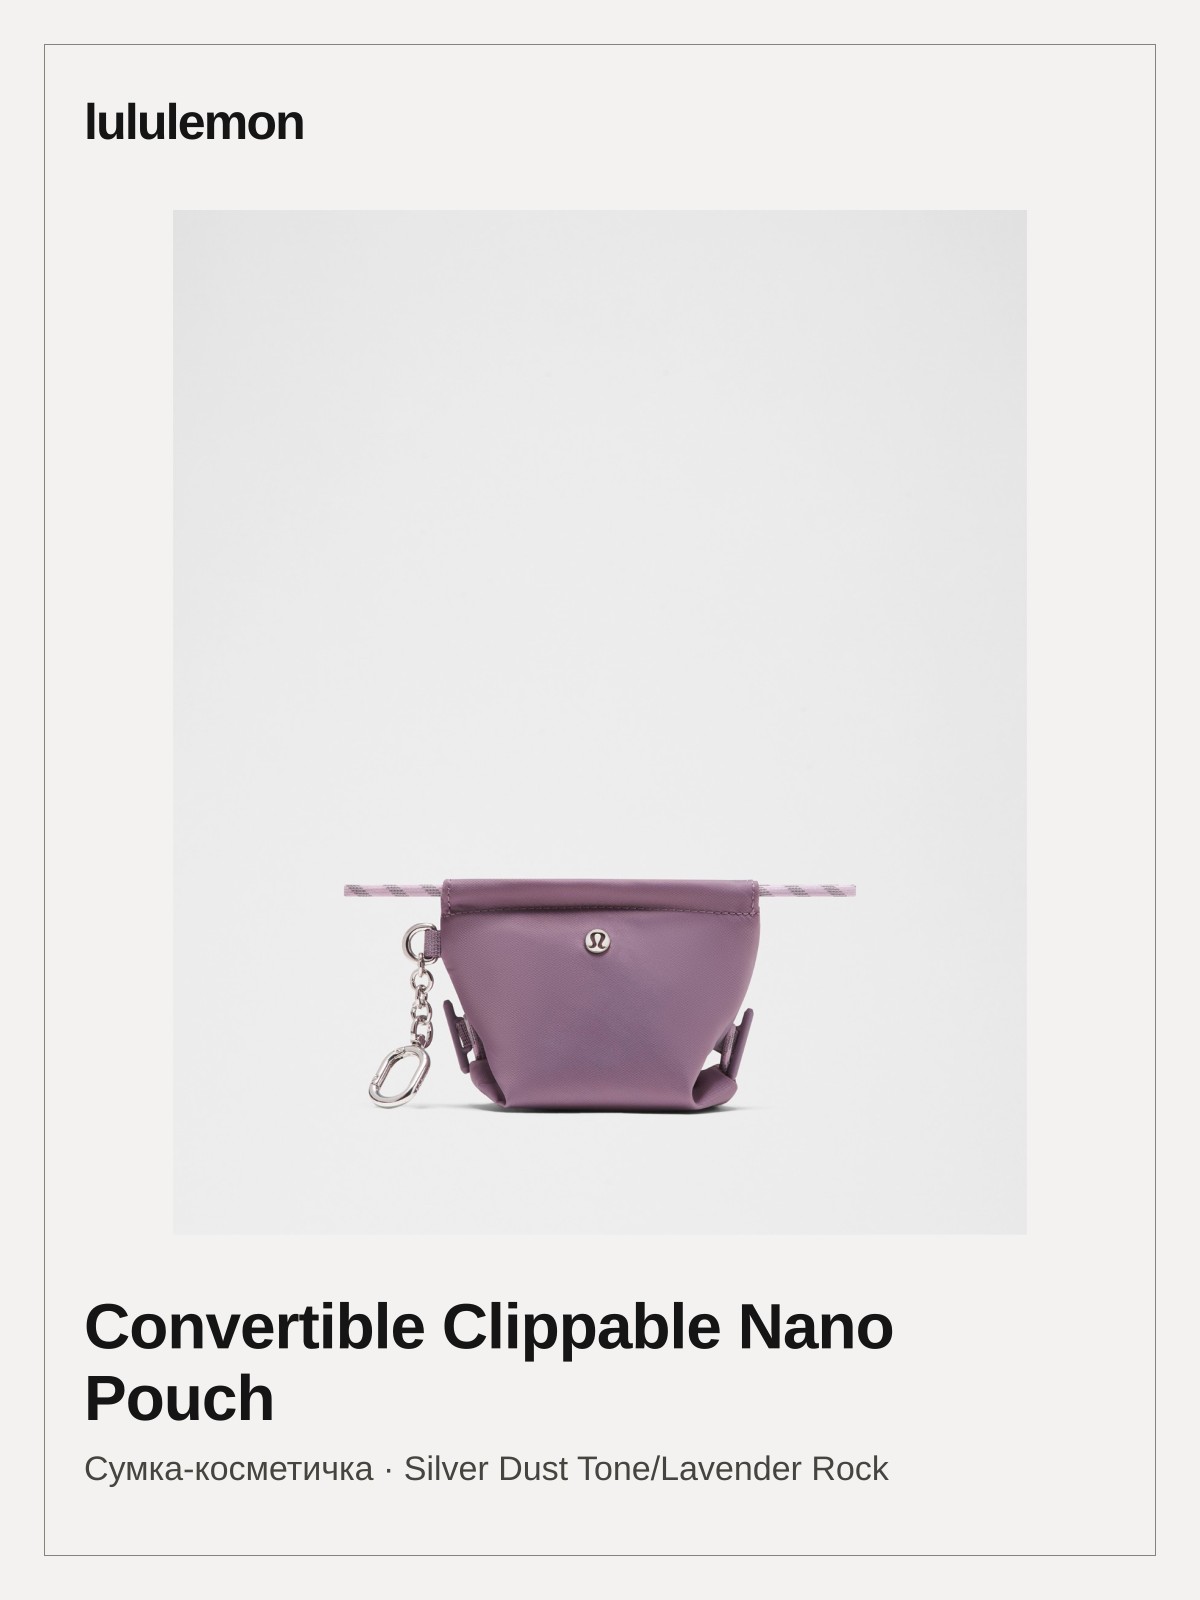 lululemon
Convertible Clippable Nano
Pouch
Сумка-косметичка · Silver Dust Tone/Lavender Rock